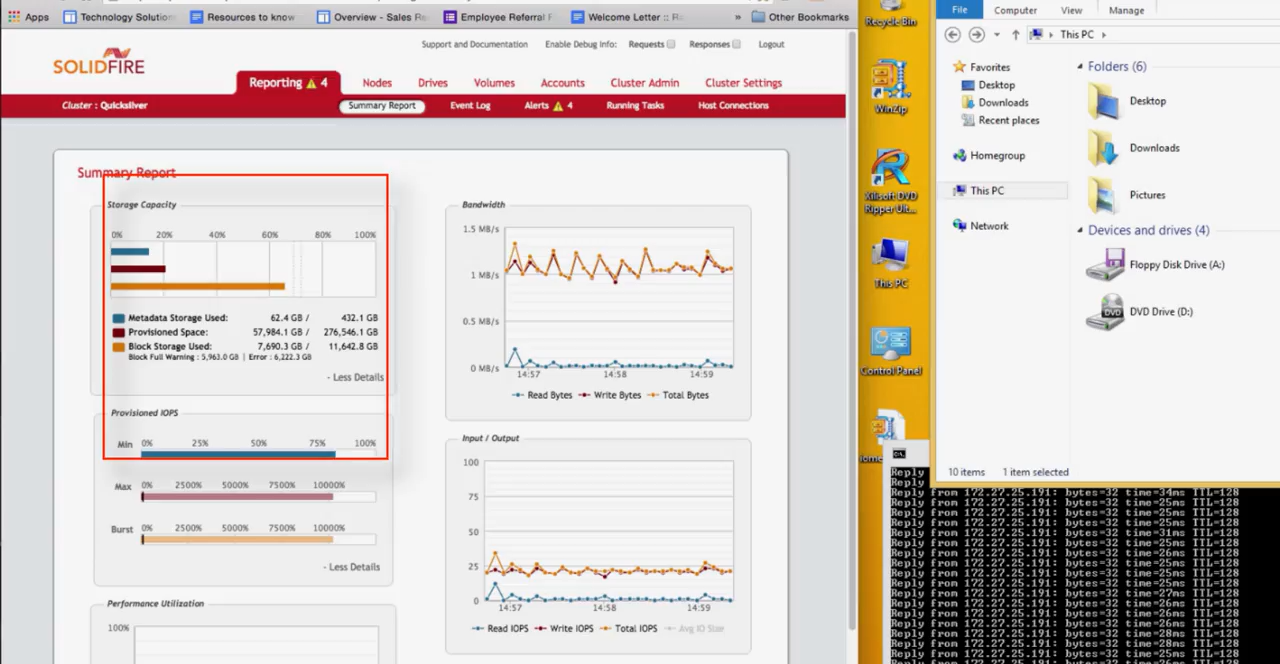 Apps Technology Solution Resources to know Overview - Sales Re Employee Referral F Welcome Letter :: R » Other Bookmarks
SOLIDFIRE
Support and Documentation Enable Debug Info: Requests Responses Logout
Reporting 4 Nodes Drives Volumes Accounts Cluster Admin Cluster Settings
Cluster : Quicksilver Summary Report Event Log Alerts 4 Running Tasks Host Connections
Summary Report
Storage Capacity
0% 20% 40% 60% 80% 100%
Metadata Storage Used: 62.4 GB / 432.1 GB
Provisioned Space: 57,984.1 GB / 276,546.1 GB
Block Storage Used: 7,690.3 GB / 11,642.8 GB
Block Full Warning : 5,963.0 GB | Error : 6,222.3 GB
- Less Details
Provisioned IOPS
Min 0% 25% 50% 75% 100%
Max 0% 2500% 5000% 7500% 10000%
Burst 0% 2500% 5000% 7500% 10000%
- Less Details
Performance Utilization
100%
Bandwidth
1.5 MB/s
1 MB/s
0.5 MB/s
0 MB/s
14:57 14:58 14:59
Read Bytes Write Bytes Total Bytes
Input / Output
100
75
50
25
0
14:57 14:58 14:59
Read IOPS Write IOPS Total IOPS Avg IO Size
Recycle Bin
WinZip
Xilisoft DVD
Ripper Ult...
This PC
Control Panel
File Computer View Manage
This PC
Favorites
Desktop
Downloads
Recent places
Homegroup
This PC
Network
Folders (6)
Desktop
Downloads
Pictures
Devices and drives (4)
Floppy Disk Drive (A:)
DVD Drive (D:)
10 items 1 item selected
Reply
Reply
Reply from 172.27.25.191: bytes=32 time=34ms TTL=128
Reply from 172.27.25.191: bytes=32 time=25ms TTL=128
Reply from 172.27.25.191: bytes=32 time=25ms TTL=128
Reply from 172.27.25.191: bytes=32 time=25ms TTL=128
Reply from 172.27.25.191: bytes=32 time=31ms TTL=128
Reply from 172.27.25.191: bytes=32 time=25ms TTL=128
Reply from 172.27.25.191: bytes=32 time=26ms TTL=128
Reply from 172.27.25.191: bytes=32 time=25ms TTL=128
Reply from 172.27.25.191: bytes=32 time=25ms TTL=128
Reply from 172.27.25.191: bytes=32 time=25ms TTL=128
Reply from 172.27.25.191: bytes=32 time=27ms TTL=128
Reply from 172.27.25.191: bytes=32 time=26ms TTL=128
Reply from 172.27.25.191: bytes=32 time=25ms TTL=128
Reply from 172.27.25.191: bytes=32 time=26ms TTL=128
Reply from 172.27.25.191: bytes=32 time=28ms TTL=128
Reply from 172.27.25.191: bytes=32 time=28ms TTL=128
Reply from 172.27.25.191: bytes=32 time=25ms TTL=128